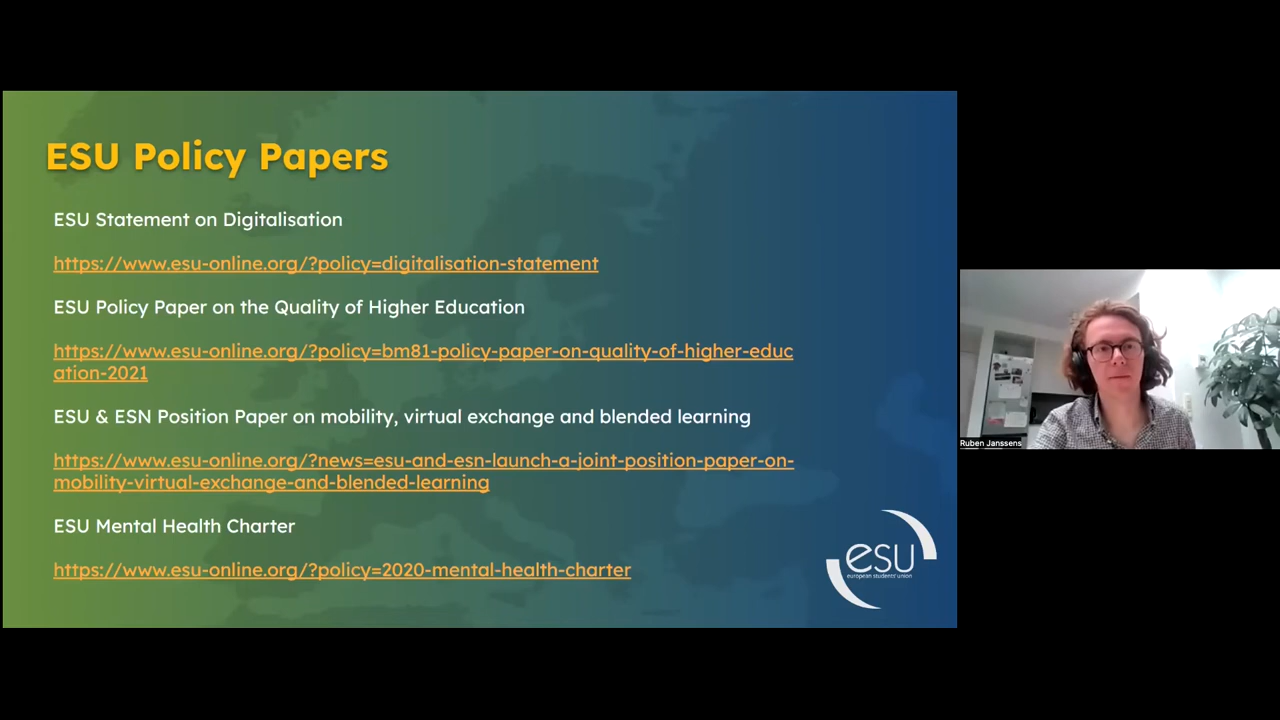 ESU Policy Papers
ESU Statement on Digitalisation
https://www.esu-online.org/?policy=digitalisation-statement
ESU Policy Paper on the Quality of Higher Education
https://www.esu-online.org/?policy=bm81-policy-paper-on-quality-of-higher-educ
ation-2021
ESU & ESN Position Paper on mobility, virtual exchange and blended learning
https://www.esu-online.org/?news=esu-and-esn-launch-a-joint-position-paper-on-
mobility-virtual-exchange-and-blended-learning
ESU Mental Health Charter
https://www.esu-online.org/?policy=2020-mental-health-charter
esu
european students' union
Ruben Janssens